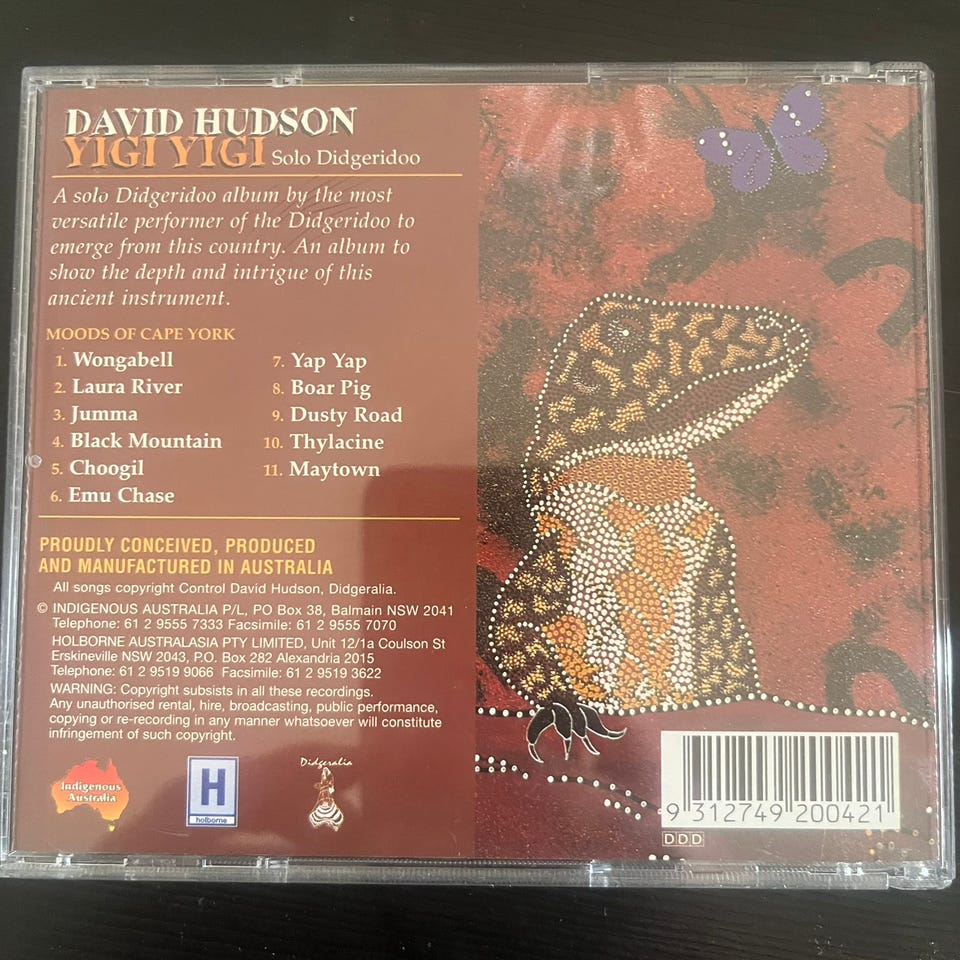 DAVID HUDSON
YIGI YIGI Solo Didgeridoo
A solo Didgeridoo album by the most
versatile performer of the Didgeridoo to
emerge from this country. An album to
show the depth and intrigue of this
ancient instrument.
MOODS OF CAPE YORK
1. Wongabell
2. Laura River
3. Jumma
4. Black Mountain
5. Choogil
6. Emu Chase
7. Yap Yap
8. Boar Pig
9. Dusty Road
10. Thylacine
11. Maytown
PROUDLY CONCEIVED, PRODUCED
AND MANUFACTURED IN AUSTRALIA
All songs copyright Control David Hudson, Didgeralia.
© INDIGENOUS AUSTRALIA P/L, PO Box 38, Balmain NSW 2041
Telephone: 61 2 9555 7333 Facsimile: 61 2 9555 7070
HOLBORNE AUSTRALASIA PTY LIMITED, Unit 12/1a Coulson St
Erskineville NSW 2043, P.O. Box 282 Alexandria 2015
Telephone: 61 2 9519 9066 Facsimile: 61 2 9519 3622
WARNING: Copyright subsists in all these recordings.
Any unauthorised rental, hire, broadcasting, public performance,
copying or re-recording in any manner whatsoever will constitute
infringement of such copyright.
Indigenous
Australia
H
holborne
Didgeralia
9 312749 200421
DDD